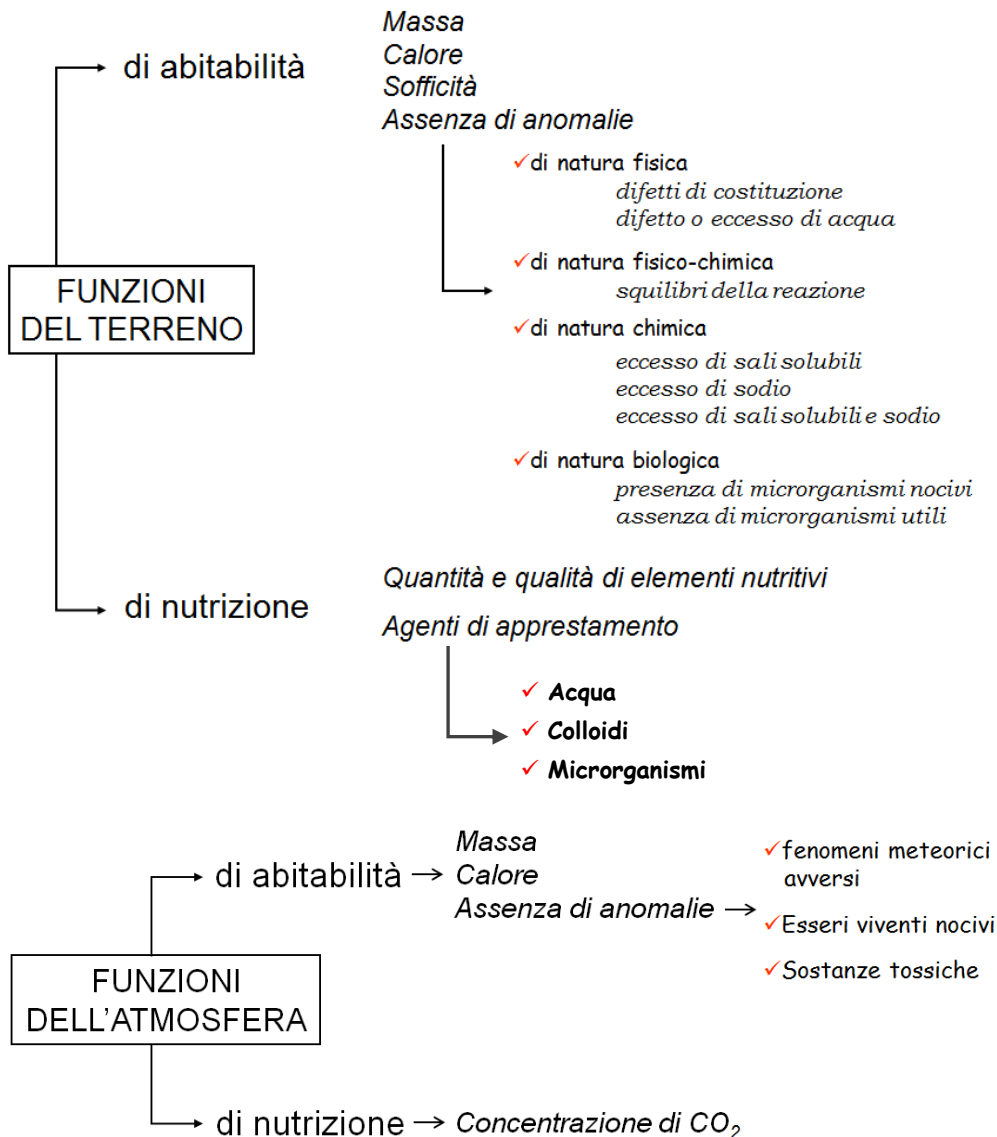 di abitabilità
Massa
Calore
Sofficità
Assenza di anomalie
✓di natura fisica
difetti di costituzione
difetto o eccesso di acqua
✓di natura fisico-chimica
squilibri della reazione
✓di natura chimica
eccesso di sali solubili
eccesso di sodio
eccesso di sali solubili e sodio
✓di natura biologica
presenza di microrganismi nocivi
assenza di microrganismi utili
FUNZIONI
DEL TERRENO
di nutrizione
Quantità e qualità di elementi nutritivi
Agenti di apprestamento
✓ Acqua
✓ Colloidi
✓ Microrganismi
di abitabilità
Massa
Calore
Assenza di anomalie
✓fenomeni meteorici
avversi
✓Esseri viventi nocivi
✓Sostanze tossiche
FUNZIONI
DELL'ATMOSFERA
di nutrizione
Concentrazione di CO₂